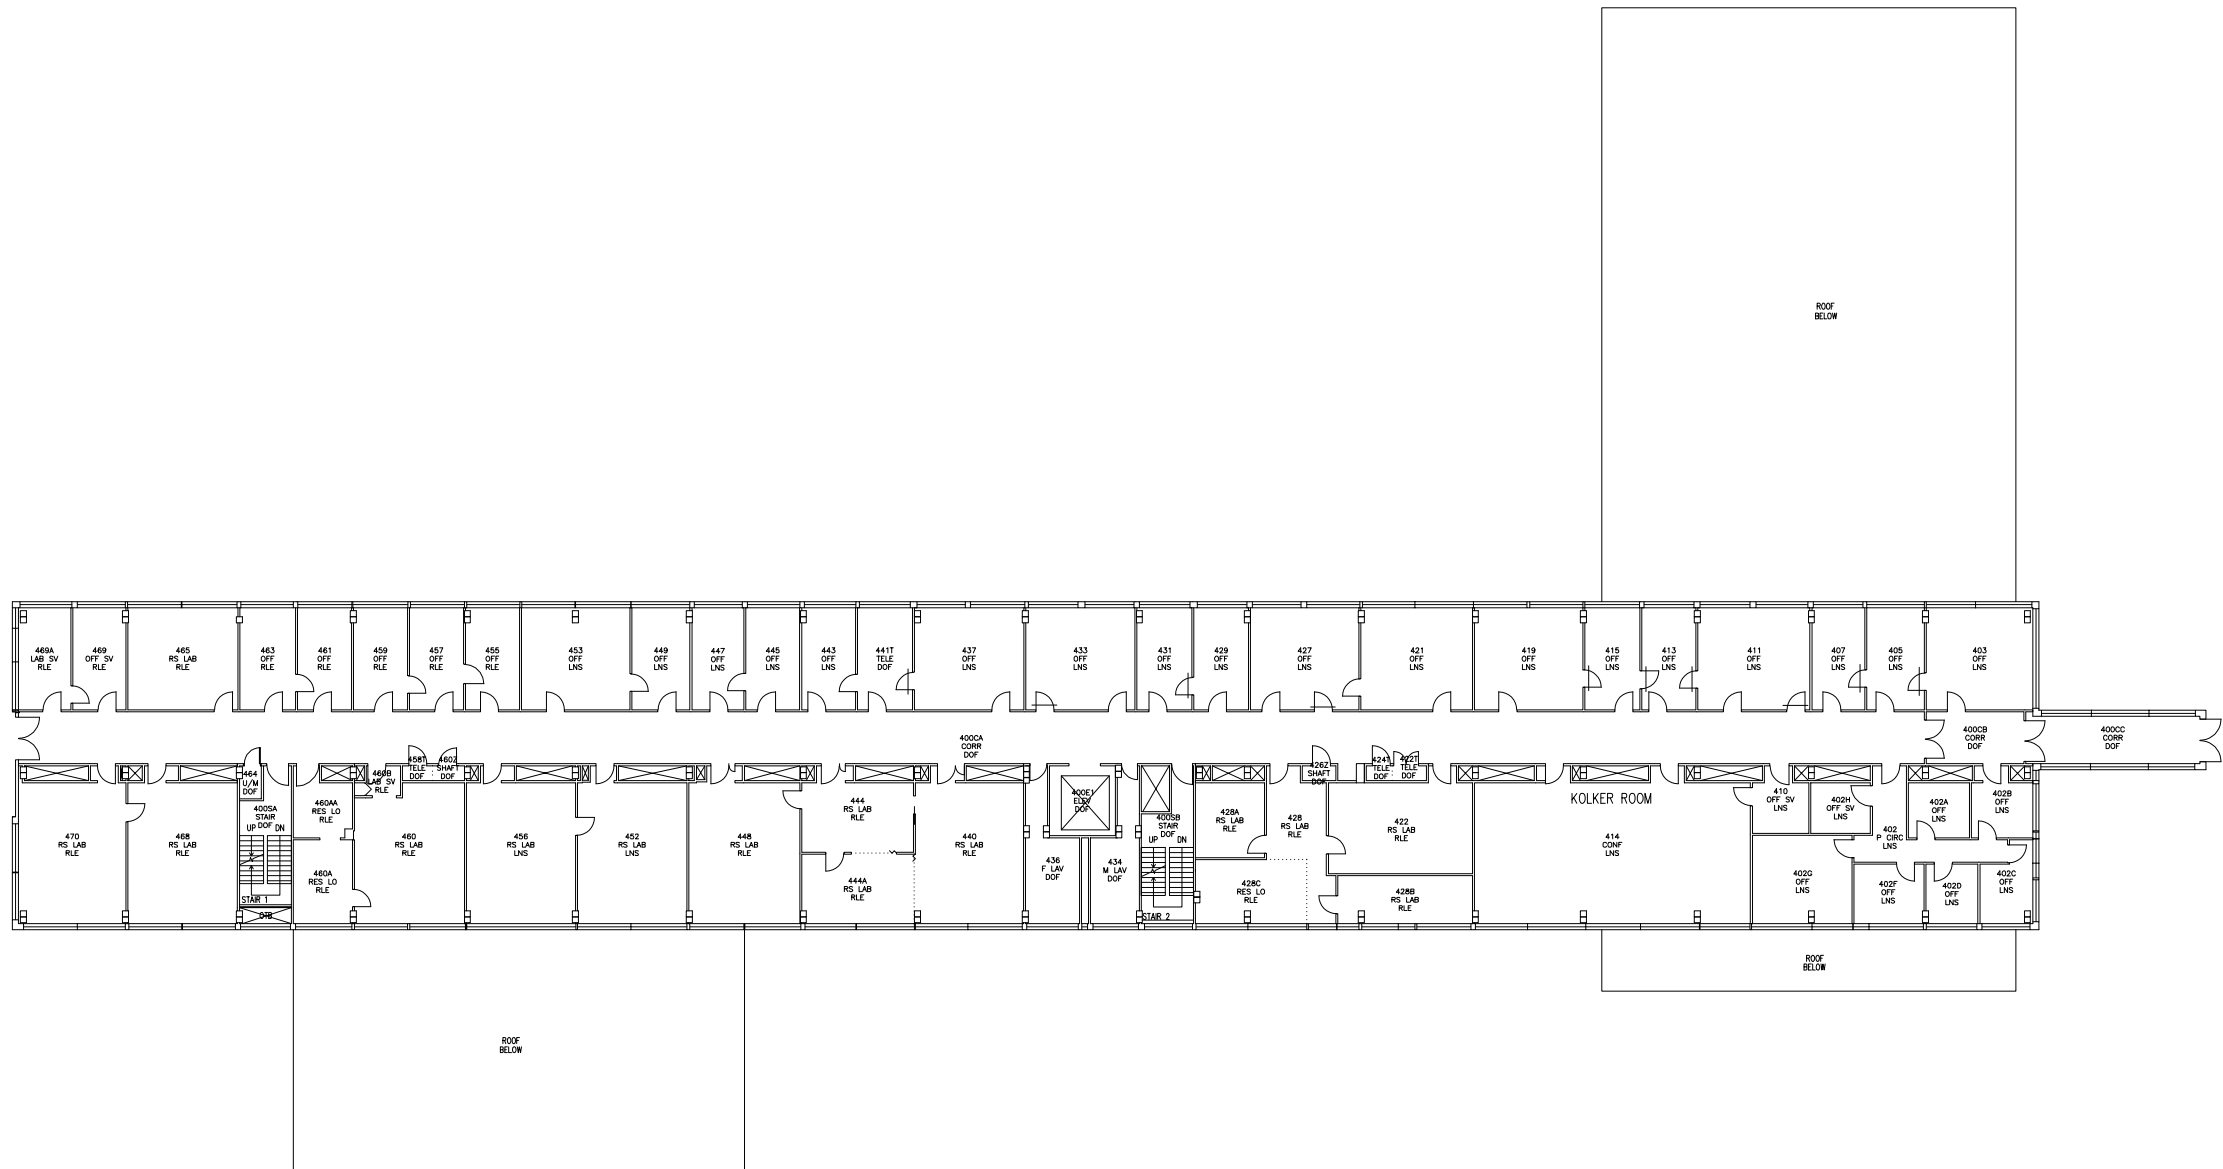 ROOF
BELOW
469A
LAB SV
RLE
469
OFF SV
RLE
465
RS LAB
RLE
463
OFF
RLE
461
OFF
RLE
459
OFF
RLE
457
OFF
RLE
455
OFF
RLE
453
OFF
LNS
449
OFF
LNS
447
OFF
LNS
445
OFF
LNS
443
OFF
LNS
441T
TELE
DOF
437
OFF
LNS
433
OFF
LNS
431
OFF
LNS
429
OFF
LNS
427
OFF
LNS
421
OFF
LNS
419
OFF
LNS
415
OFF
LNS
413
OFF
LNS
411
OFF
LNS
407
OFF
LNS
405
OFF
LNS
403
OFF
LNS
400CA
CORR
DOF
400CB
CORR
DOF
400CC
CORR
DOF
470
RS LAB
RLE
468
RS LAB
RLE
464
U/M
DOF
400SA
STAIR
DOF
UP DN
STAIR 1
OTB
460AA
RES LO
RLE
460A
RES LO
RLE
460B
LAB SV
RLE
458T
TELE
DOF
460Z
SHAFT
DOF
460
RS LAB
RLE
456
RS LAB
LNS
452
RS LAB
LNS
448
RS LAB
RLE
444
RS LAB
RLE
444A
RS LAB
RLE
440
RS LAB
RLE
436
F LAV
DOF
400E1
ELEV
DOF
434
M LAV
DOF
400SB
STAIR
DOF
UP DN
STAIR 2
428A
RS LAB
RLE
428
RS LAB
RLE
428C
RES LO
RLE
426Z
SHAFT
DOF
424T
TELE
DOF
422T
TELE
DOF
422
RS LAB
RLE
428B
RS LAB
RLE
KOLKER ROOM
414
CONF
LNS
410
OFF SV
LNS
402H
OFF SV
LNS
402G
OFF
LNS
402
P CIRC
LNS
402A
OFF
LNS
402B
OFF
LNS
402F
OFF
LNS
402D
OFF
LNS
402C
OFF
LNS
ROOF
BELOW
ROOF
BELOW